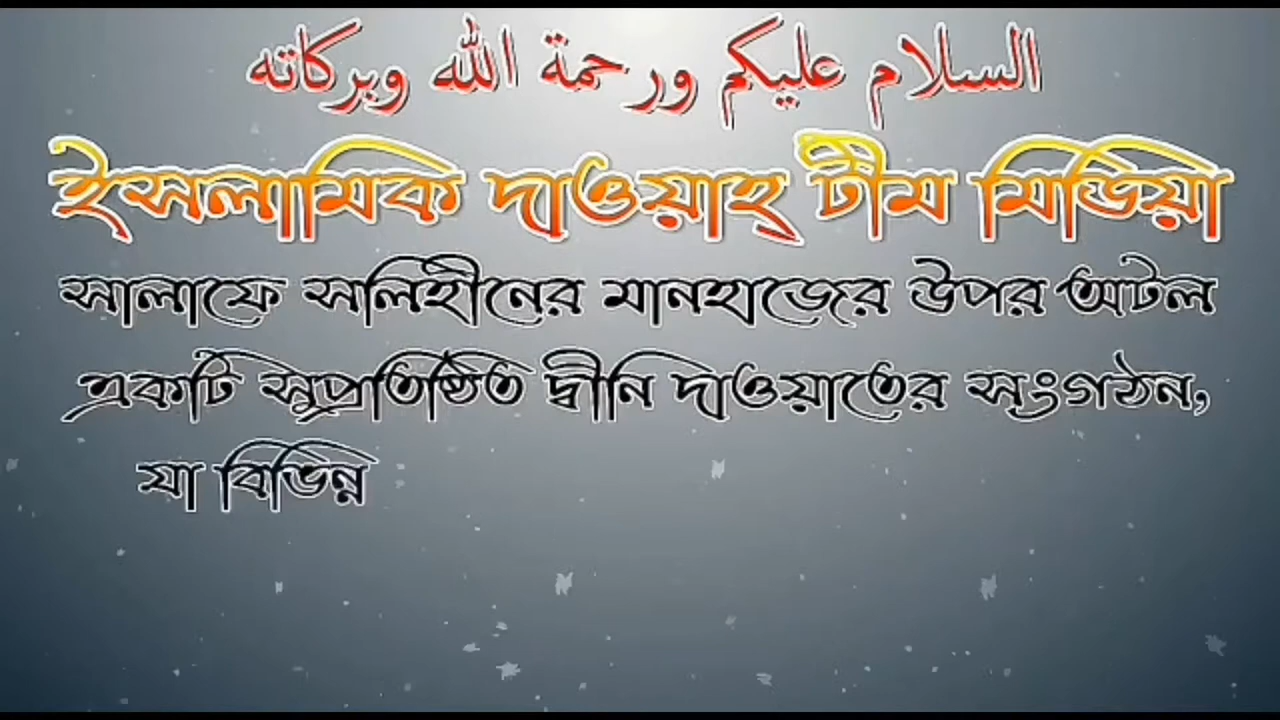 السلام عليكم ورحمة الله وبركاته
ইসলামিক দাওয়াহ্ টীম মিডিয়া
সালাফে সলিহীনের মানহাজের উপর অটল
একটি সুপ্রতিষ্ঠিত দ্বীনি দাওয়াতের সংগঠন,
যা বিভিন্ন